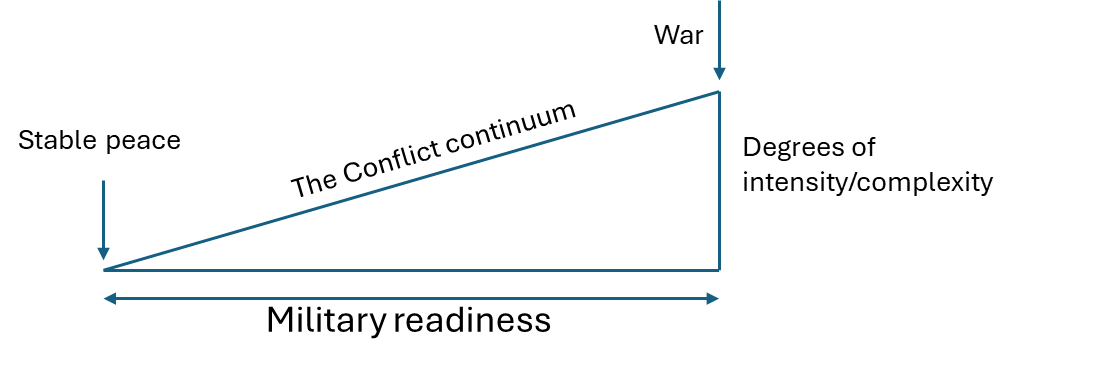 War
Stable peace
The Conflict continuum
Degrees of
intensity/complexity
Military readiness